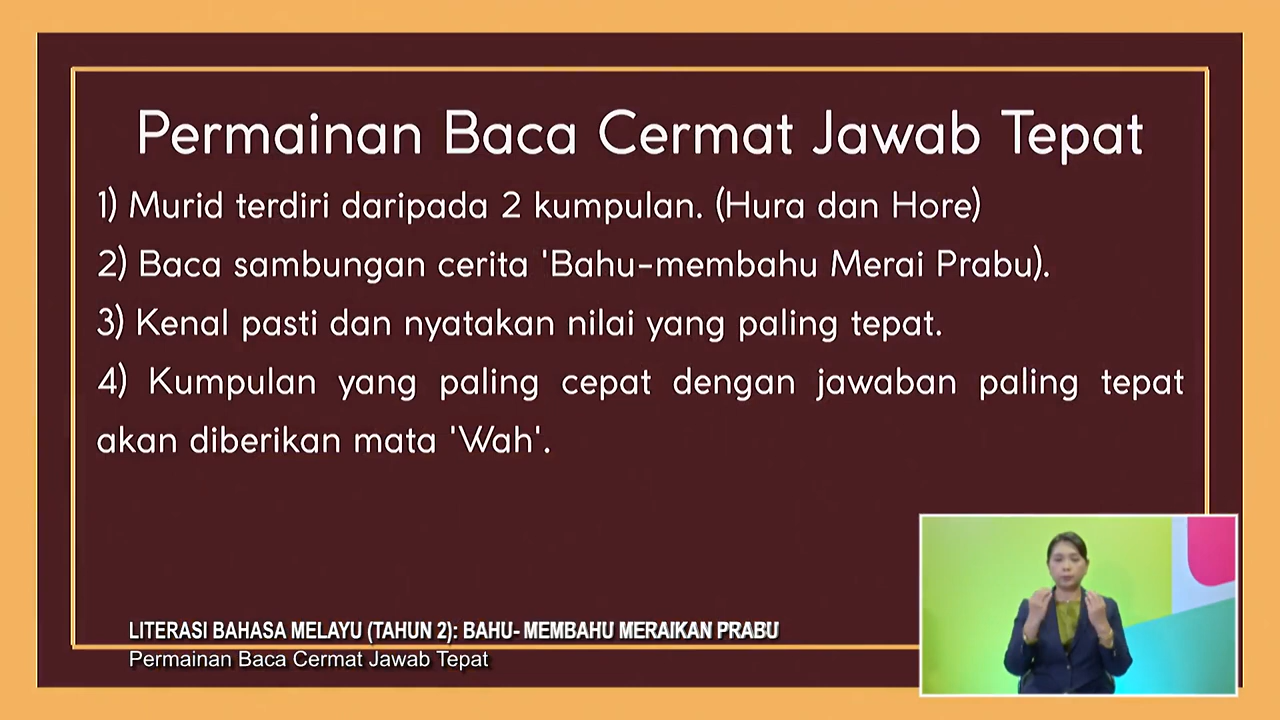 Permainan Baca Cermat Jawab Tepat
1) Murid terdiri daripada 2 kumpulan. (Hura dan Hore)
2) Baca sambungan cerita 'Bahu-membahu Merai Prabu).
3) Kenal pasti dan nyatakan nilai yang paling tepat.
4) Kumpulan yang paling cepat dengan jawaban paling tepat
akan diberikan mata 'Wah'.
LITERASI BAHASA MELAYU (TAHUN 2): BAHU- MEMBAHU MERAIKAN PRABU
Permainan Baca Cermat Jawab Tepat